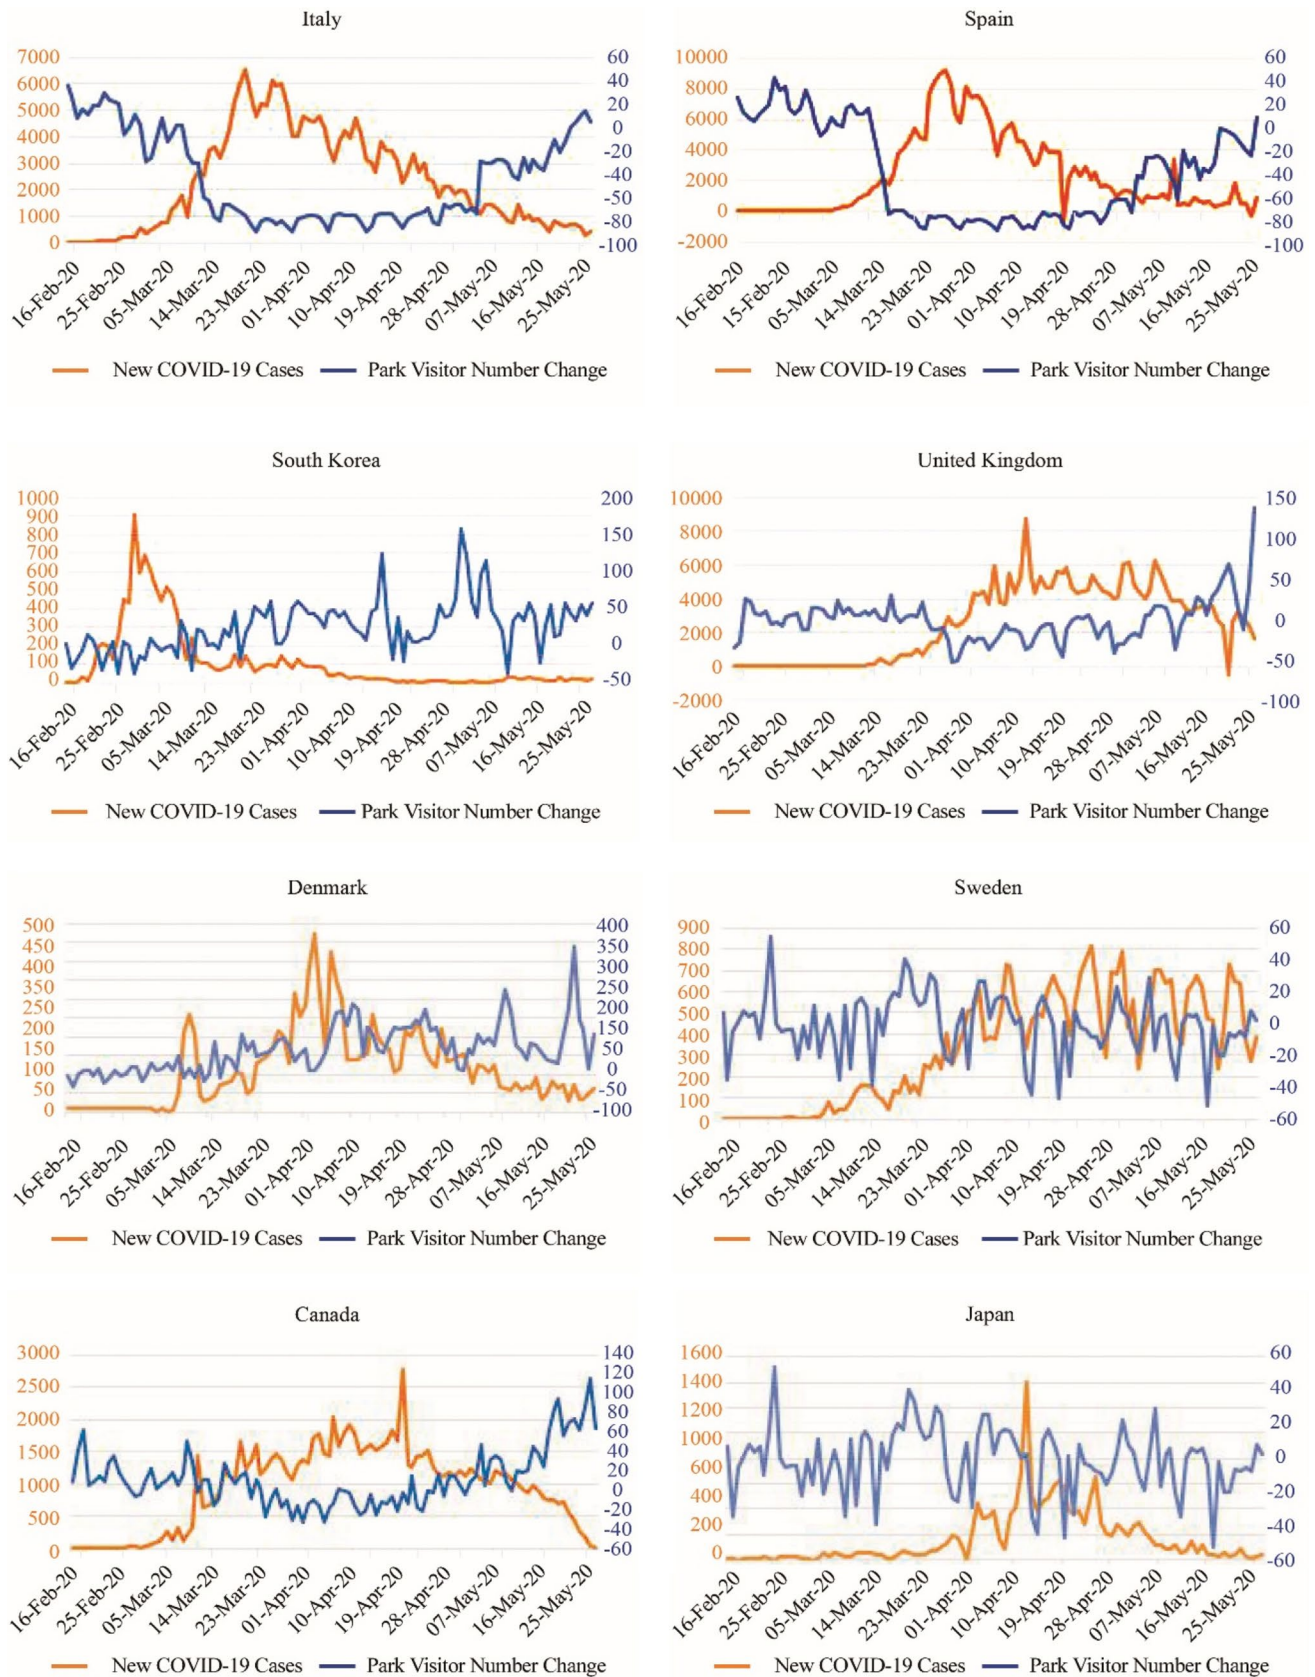 Italy
7000
6000
5000
4000
3000
2000
1000
0
60
40
20
0
-20
-40
-50
-80
-100
16-Feb-20
25-Feb-20
05-Mar-20
14-Mar-20
23-Mar-20
01-Apr-20
10-Apr-20
19-Apr-20
28-Apr-20
07-May-20
16-May-20
25-May-20
New COVID-19 Cases
Park Visitor Number Change
Spain
10000
8000
6000
4000
2000
0
-2000
60
40
20
0
-20
-40
-60
-80
-100
16-Feb-20
15-Feb-20
05-Mar-20
14-Mar-20
23-Mar-20
01-Apr-20
10-Apr-20
19-Apr-20
28-Apr-20
07-May-20
16-May-20
25-May-20
New COVID-19 Cases
Park Visitor Number Change
South Korea
1000
900
800
700
600
500
400
300
200
100
0
200
150
100
50
0
-50
16-Feb-20
25-Feb-20
05-Mar-20
14-Mar-20
23-Mar-20
01-Apr-20
10-Apr-20
19-Apr-20
28-Apr-20
07-May-20
16-May-20
25-May-20
New COVID-19 Cases
Park Visitor Number Change
United Kingdom
10000
8000
6000
4000
2000
0
-2000
150
100
50
0
-50
-100
16-Feb-20
25-Feb-20
05-Mar-20
14-Mar-20
23-Mar-20
01-Apr-20
10-Apr-20
19-Apr-20
28-Apr-20
07-May-20
16-May-20
25-May-20
New COVID-19 Cases
Park Visitor Number Change
Denmark
500
450
400
350
250
200
150
100
50
0
400
350
300
250
200
150
50
0
-50
-100
16-Feb-20
25-Feb-20
05-Mar-20
14-Mar-20
23-Mar-20
01-Apr-20
10-Apr-20
19-Apr-20
28-Apr-20
07-May-20
16-May-20
25-May-20
New COVID-19 Cases
Park Visitor Number Change
Sweden
900
800
700
600
500
400
300
200
100
0
60
40
20
0
-20
-40
-60
16-Feb-20
25-Feb-20
05-Mar-20
14-Mar-20
23-Mar-20
01-Apr-20
10-Apr-20
19-Apr-20
28-Apr-20
07-May-20
16-May-20
25-May-20
New COVID-19 Cases
Park Visitor Number Change
Canada
3000
2500
2000
1500
1000
500
0
140
120
100
80
60
40
20
0
-20
-40
-60
16-Feb-20
25-Feb-20
05-Mar-20
14-Mar-20
23-Mar-20
01-Apr-20
10-Apr-20
19-Apr-20
28-Apr-20
07-May-20
16-May-20
25-May-20
New COVID-19 Cases
Park Visitor Number Change
Japan
1600
1400
1200
1000
600
400
200
0
60
40
20
0
-20
-40
-60
16-Feb-20
25-Feb-20
05-Mar-20
14-Mar-20
23-Mar-20
01-Apr-20
10-Apr-20
19-Apr-20
28-Apr-20
07-May-20
16-May-20
25-May-20
New COVID-19 Cases
Park Visitor Number Change